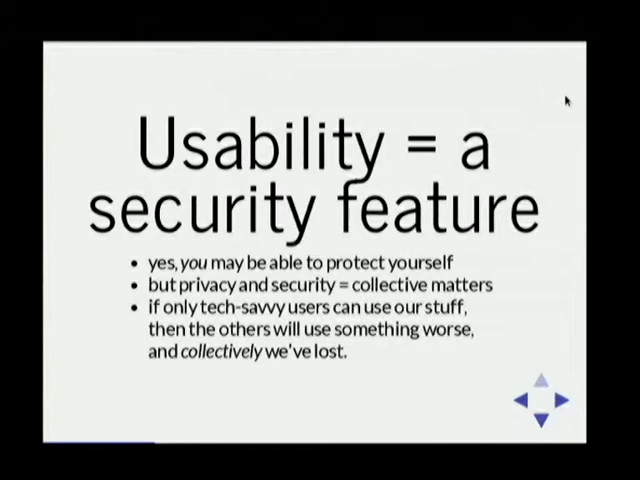 Usability = a
security feature
• yes, you may be able to protect yourself
• but privacy and security = collective matters
• if only tech-savvy users can use our stuff,
then the others will use something worse,
and collectively we've lost.